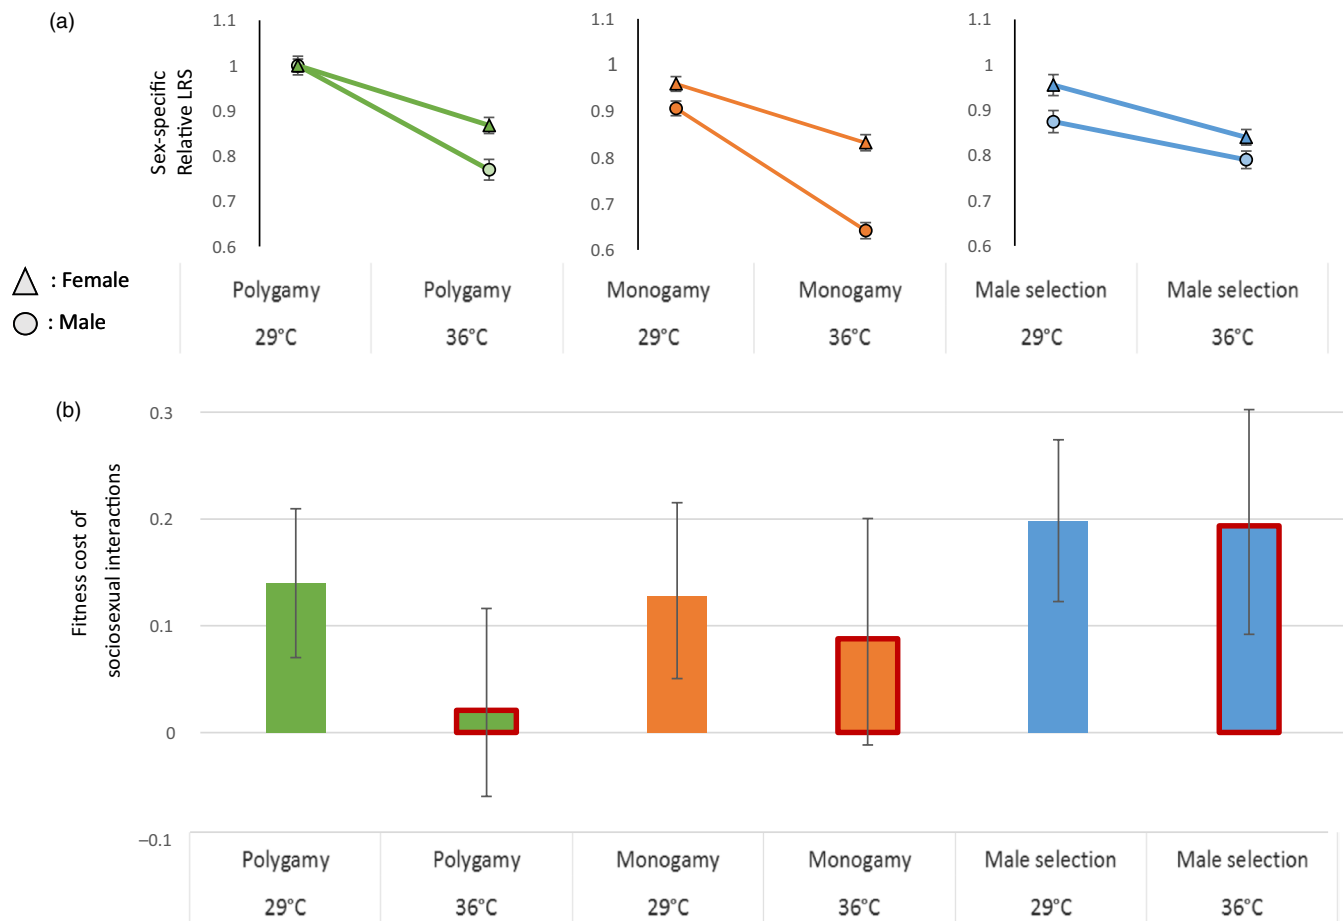 (a)
Sex-specific
Relative LRS
1.1
1
0.9
0.8
0.7
0.6
1.1
1
0.9
0.8
0.7
0.6
1.1
1
0.9
0.8
0.7
0.6
: Female
: Male
Polygamy Polygamy Monogamy Monogamy Male selection Male selection
29°C 36°C 29°C 36°C 29°C 36°C
(b)
Fitness cost of
sociosexual interactions
0.3
0.2
0.1
0
–0.1
Polygamy Polygamy Monogamy Monogamy Male selection Male selection
29°C 36°C 29°C 36°C 29°C 36°C